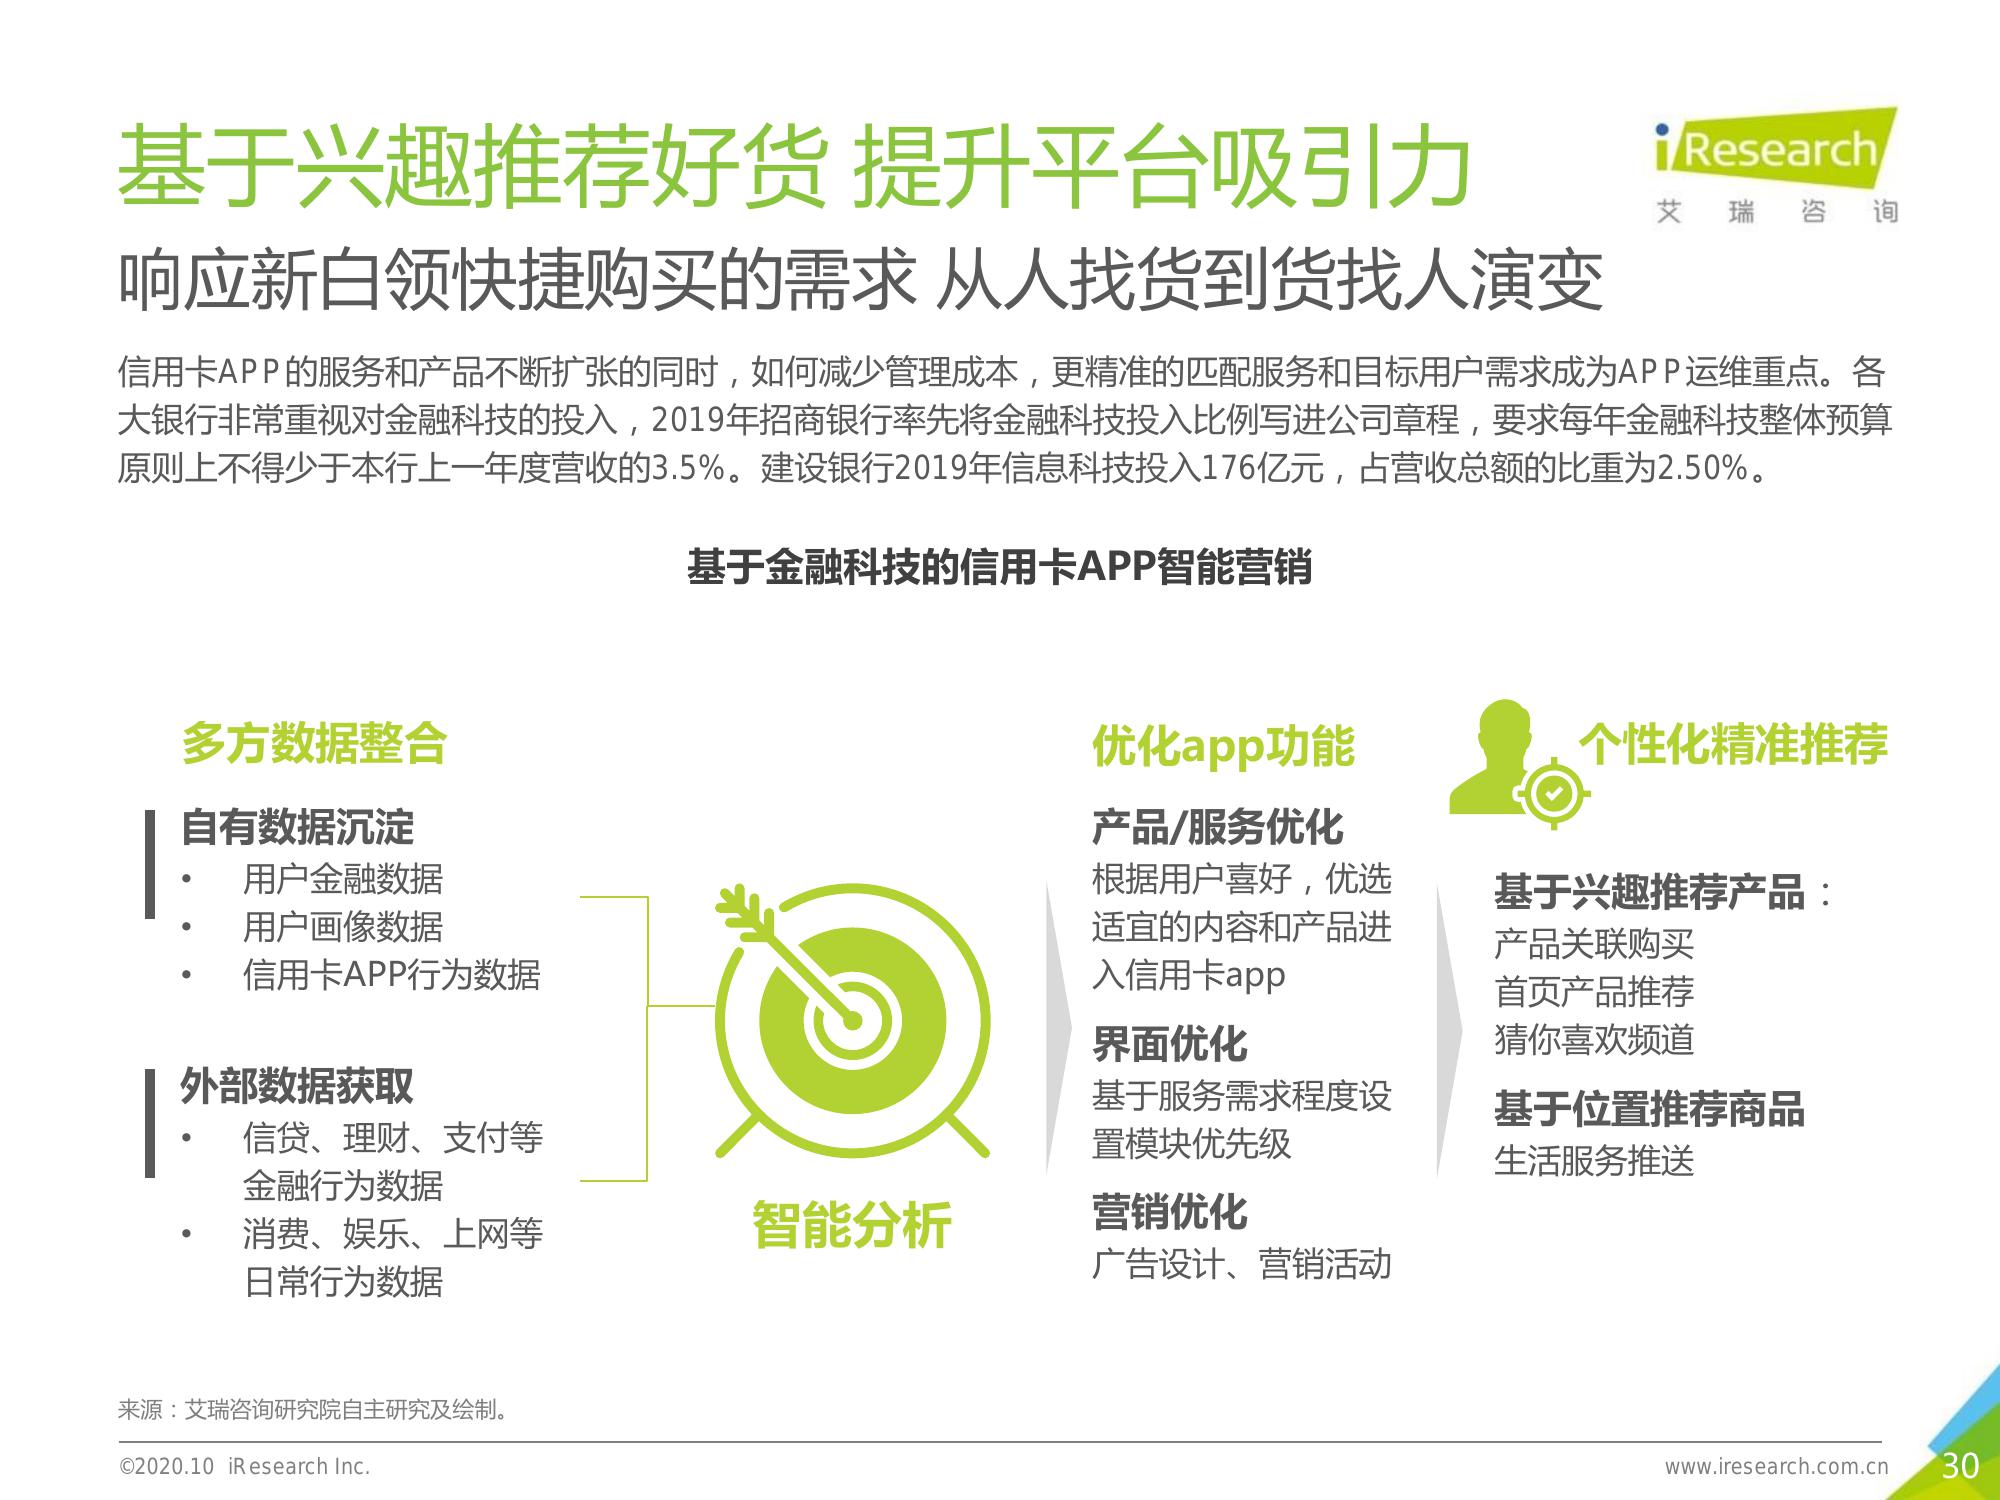 基于兴趣推荐好货 提升平台吸引力
iResearch
艾 瑞 咨 询
响应新白领快捷购买的需求 从人找货到货找人演变
信用卡APP的服务和产品不断扩张的同时，如何减少管理成本，更精准的匹配服务和目标用户需求成为APP运维重点。各
大银行非常重视对金融科技的投入，2019年招商银行率先将金融科技投入比例写进公司章程，要求每年金融科技整体预算
原则上不得少于本行上一年度营收的3.5%。建设银行2019年信息科技投入176亿元，占营收总额的比重为2.50%。
基于金融科技的信用卡APP智能营销
多方数据整合
自有数据沉淀
• 用户金融数据
• 用户画像数据
• 信用卡APP行为数据
外部数据获取
• 信贷、理财、支付等
金融行为数据
• 消费、娱乐、上网等
日常行为数据
智能分析
优化app功能
产品/服务优化
根据用户喜好，优选
适宜的内容和产品进
入信用卡app
界面优化
基于服务需求程度设
置模块优先级
营销优化
广告设计、营销活动
个性化精准推荐
基于兴趣推荐产品：
产品关联购买
首页产品推荐
猜你喜欢频道
基于位置推荐商品
生活服务推送
来源：艾瑞咨询研究院自主研究及绘制。
©2020.10 iResearch Inc.
www.iresearch.com.cn
30